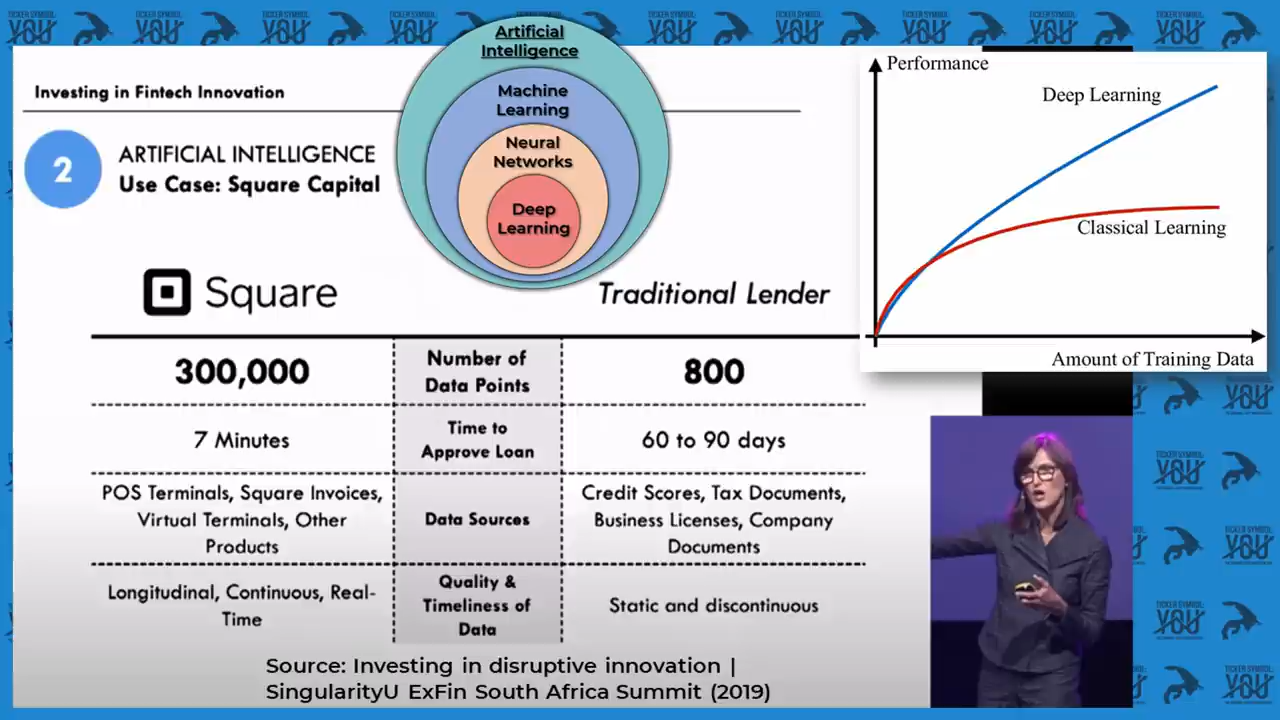 TICKER SYMBOL:
YOU
Investing in Fintech Innovation
2
ARTIFICIAL INTELLIGENCE
Use Case: Square Capital
Artificial
Intelligence
Machine
Learning
Neural
Networks
Deep
Learning
Performance
Deep Learning
Classical Learning
Amount of Training Data
Square
Traditional Lender
300,000
Number of
Data Points
800
7 Minutes
Time to
Approve Loan
60 to 90 days
POS Terminals, Square Invoices,
Virtual Terminals, Other
Products
Data Sources
Credit Scores, Tax Documents,
Business Licenses, Company
Documents
Longitudinal, Continuous, Real-
Time
Quality &
Timeliness of
Data
Static and discontinuous
Source: Investing in disruptive innovation |
SingularityU ExFin South Africa Summit (2019)